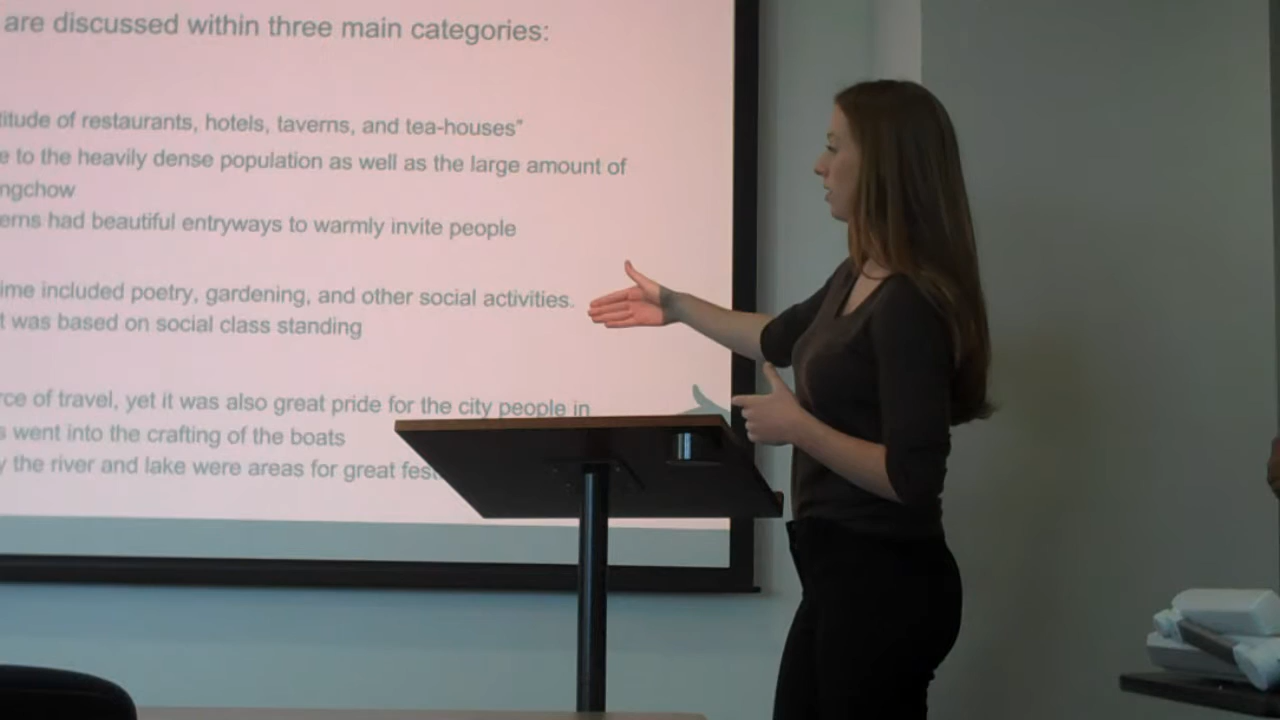 are discussed within three main categories:
titude of restaurants, hotels, taverns, and tea-houses”
e to the heavily dense population as well as the large amount of
ngchow
erns had beautiful entryways to warmly invite people
ime included poetry, gardening, and other social activities.
t was based on social class standing
rce of travel, yet it was also great pride for the city people in
s went into the crafting of the boats
y the river and lake were areas for great fest